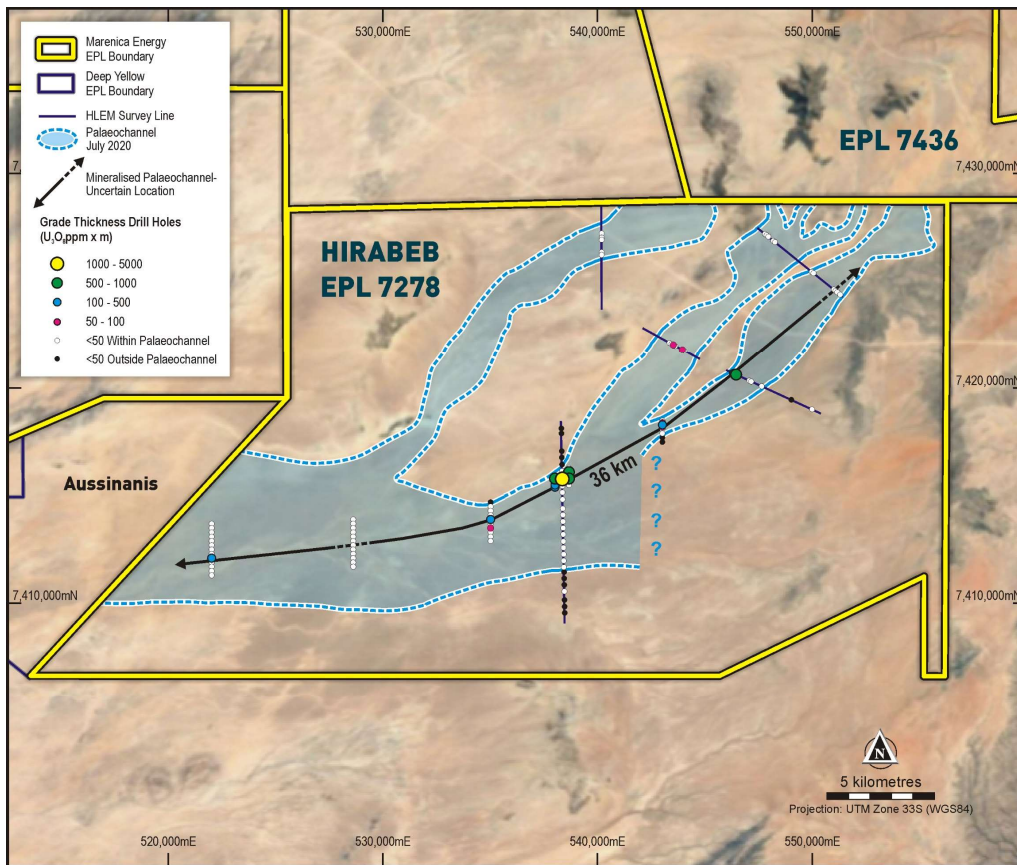 530,000mE
540,000mE
550,000mE
Marenica Energy
EPL Boundary
Deep Yellow
EPL Boundary
HLEM Survey Line
Palaeochannel
July 2020
Mineralised Palaeochannel-
Uncertain Location
Grade Thickness Drill Holes
(U₃O₈ppm x m)
1000 - 5000
500 - 1000
100 - 500
50 - 100
<50 Within Palaeochannel
<50 Outside Palaeochannel
EPL 7436
7,430,000mN
HIRABEB
EPL 7278
7,420,000mN
Aussinanis
36 km
?
?
?
?
7,410,000mN
7,410,000mN
N
5 kilometres
Projection: UTM Zone 33S (WGS84)
520,000mE
530,000mE
540,000mE
550,000mE